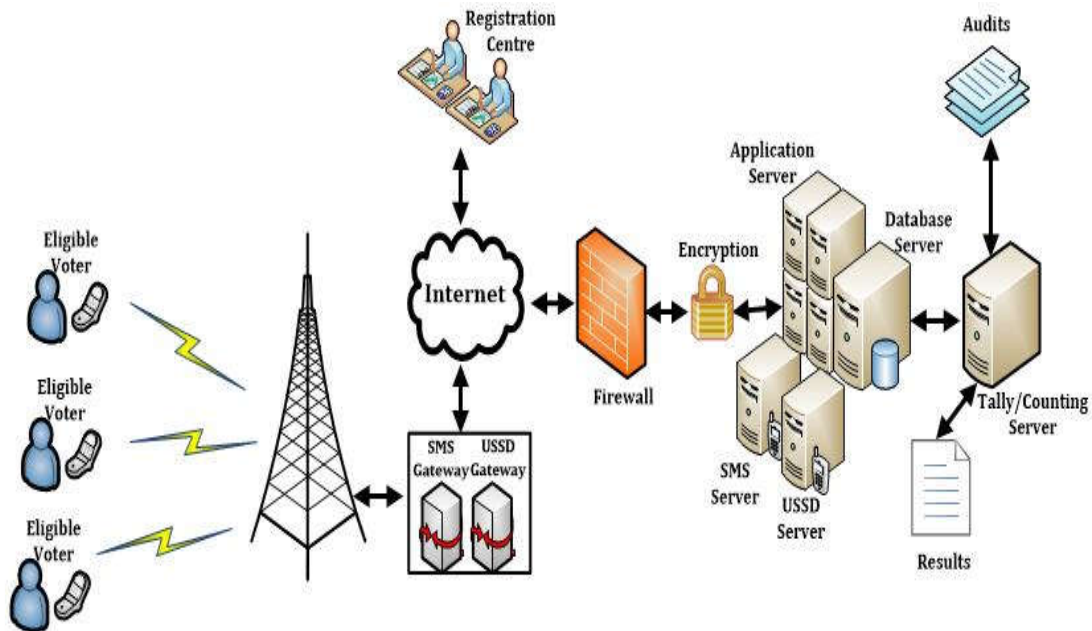 Registration
Centre
Audits
Application
Server
Database
Server
Eligible
Voter
Internet
Encryption
Eligible
Voter
Firewall
Tally/Counting
Server
SMS
Gateway
USSD
Gateway
SMS
Server
USSD
Server
Eligible
Voter
Results